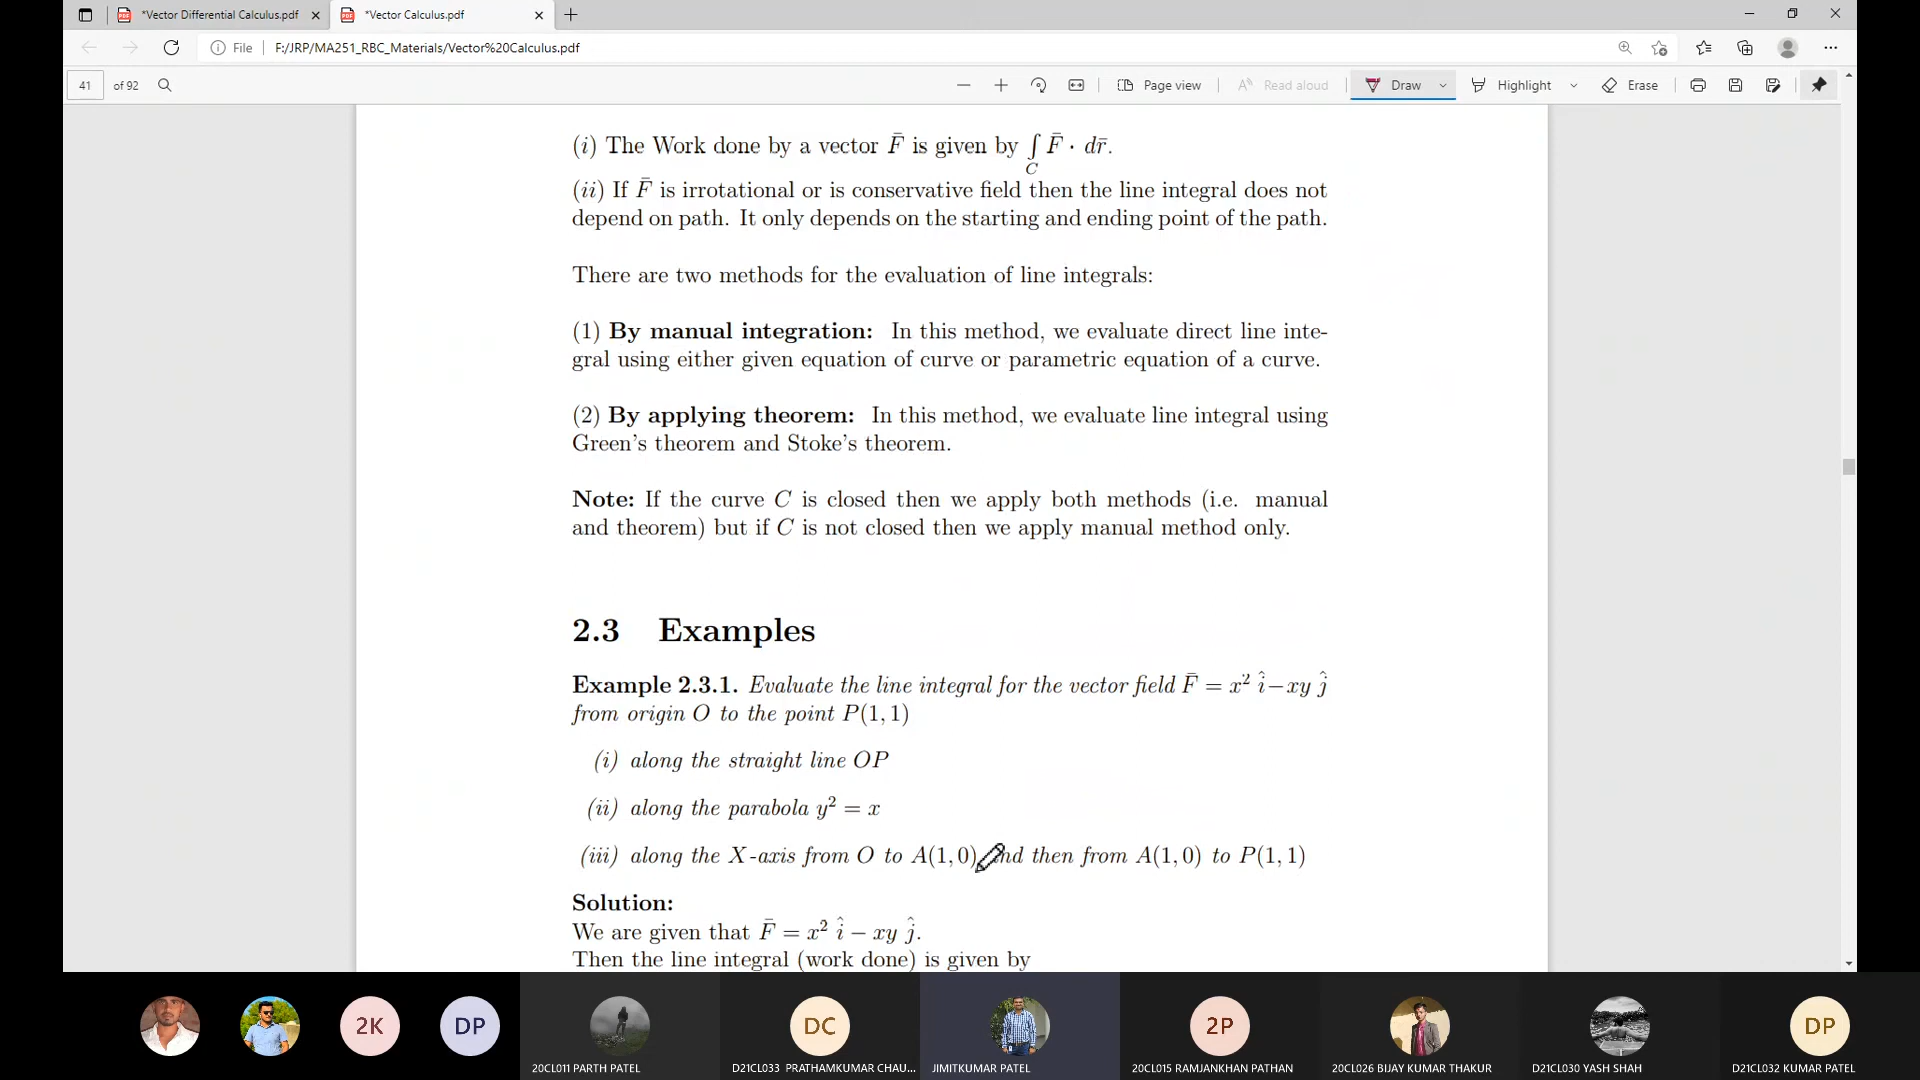 *Vector Differential Calculus.pdf
*Vector Calculus.pdf
File F:/JRP/MA251_RBC_Materials/Vector%20Calculus.pdf
41 of 92 Page view Read aloud Draw Highlight Erase
(i) The Work done by a vector F̄ is given by ∫_C F̄ · dr̄.
(ii) If F̄ is irrotational or is conservative field then the line integral does not
depend on path. It only depends on the starting and ending point of the path.
There are two methods for the evaluation of line integrals:
(1) By manual integration: In this method, we evaluate direct line inte-
gral using either given equation of curve or parametric equation of a curve.
(2) By applying theorem: In this method, we evaluate line integral using
Green's theorem and Stoke's theorem.
Note: If the curve C is closed then we apply both methods (i.e. manual
and theorem) but if C is not closed then we apply manual method only.
2.3 Examples
Example 2.3.1. Evaluate the line integral for the vector field F̄ = x² î−xy ĵ
from origin O to the point P(1, 1)
(i) along the straight line OP
(ii) along the parabola y² = x
(iii) along the X-axis from O to A(1, 0) and then from A(1, 0) to P(1, 1)
Solution:
We are given that F̄ = x² î − xy ĵ.
Then the line integral (work done) is given by
2K DP DC 2P DP
20CL011 PARTH PATEL D21CL033 PRATHAMKUMAR CHAU... JIMITKUMAR PATEL 20CL015 RAMJANKHAN PATHAN 20CL026 BIJAY KUMAR THAKUR D21CL030 YASH SHAH D21CL032 KUMAR PATEL